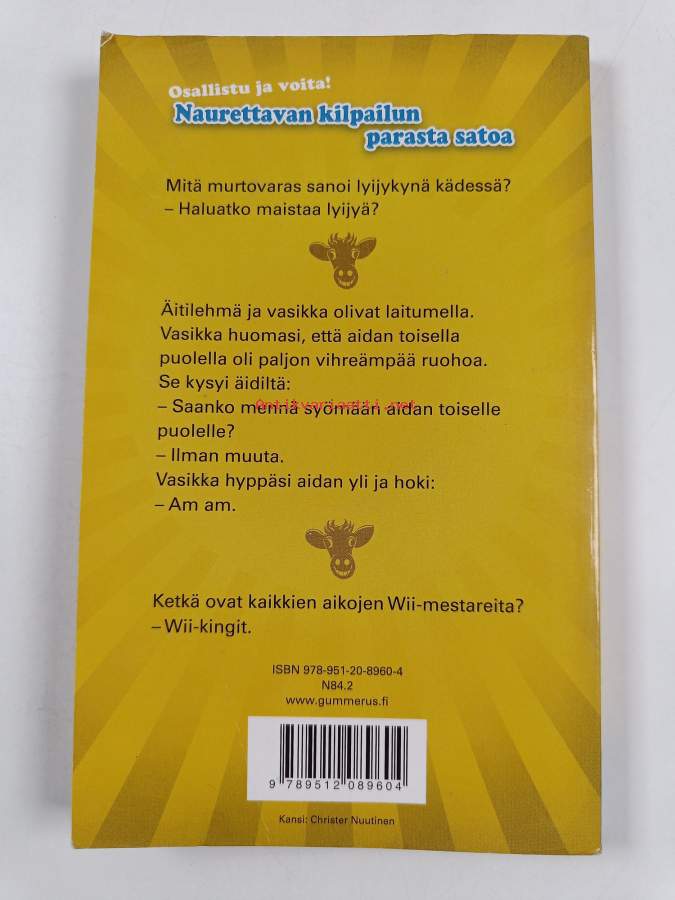 Osallistu ja voita!
Naurettavan kilpailun
parasta satoa
Mitä murtovaras sanoi lyijykynä kädessä?
– Haluatko maistaa lyijyä?
Äitilehmä ja vasikka olivat laitumella.
Vasikka huomasi, että aidan toisella
puolella oli paljon vihreämpää ruohoa.
Se kysyi äidiltä:
– Saanko mennä syömään aidan toiselle
Antikvariaatti.net
puolelle?
– Ilman muuta.
Vasikka hyppäsi aidan yli ja hoki:
– Am am.
Ketkä ovat kaikkien aikojen Wii-mestareita?
– Wii-kingit.
ISBN 978-951-20-8960-4
N84.2
www.gummerus.fi
9 789512 089604
Kansi: Christer Nuutinen